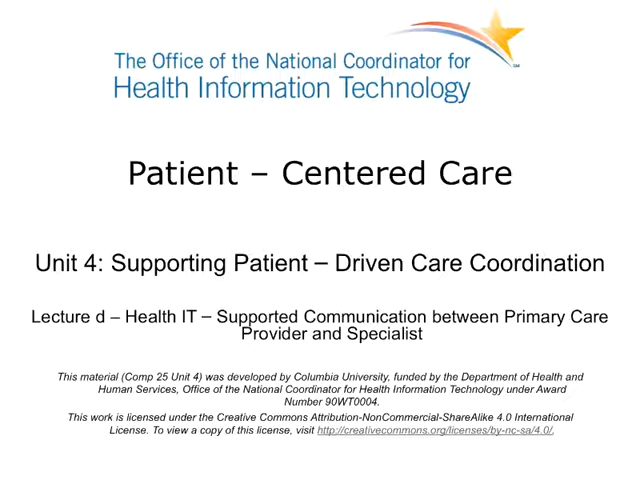 The Office of the National Coordinator for
Health Information Technology
Patient – Centered Care
Unit 4: Supporting Patient – Driven Care Coordination
Lecture d – Health IT – Supported Communication between Primary Care
Provider and Specialist
This material (Comp 25 Unit 4) was developed by Columbia University, funded by the Department of Health and
Human Services, Office of the National Coordinator for Health Information Technology under Award
Number 90WT0004.
This work is licensed under the Creative Commons Attribution-NonCommercial-ShareAlike 4.0 International
License. To view a copy of this license, visit http://creativecommons.org/licenses/by-nc-sa/4.0/.